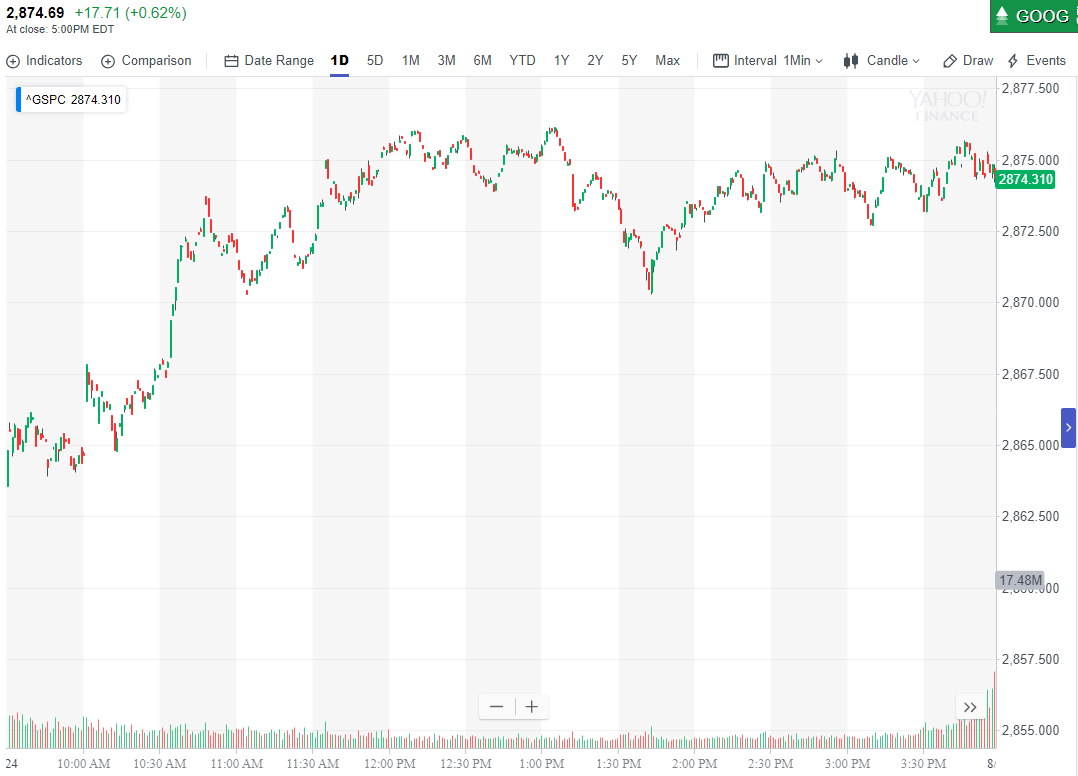 2,874.69 +17.71 (+0.62%)
At close: 5:00PM EDT
GOOG
Indicators Comparison Date Range 1D 5D 1M 3M 6M YTD 1Y 2Y 5Y Max Interval 1Min Candle Draw Events
^GSPC 2874.310
YAHOO!
FINANCE
2,877.500
2,875.000
2874.310
2,872.500
2,870.000
2,867.500
2,865.000
2,862.500
17.48M
2,857.500
2,855.000
24 10:00 AM 10:30 AM 11:00 AM 11:30 AM 12:00 PM 12:30 PM 1:00 PM 1:30 PM 2:00 PM 2:30 PM 3:00 PM 3:30 PM 8/